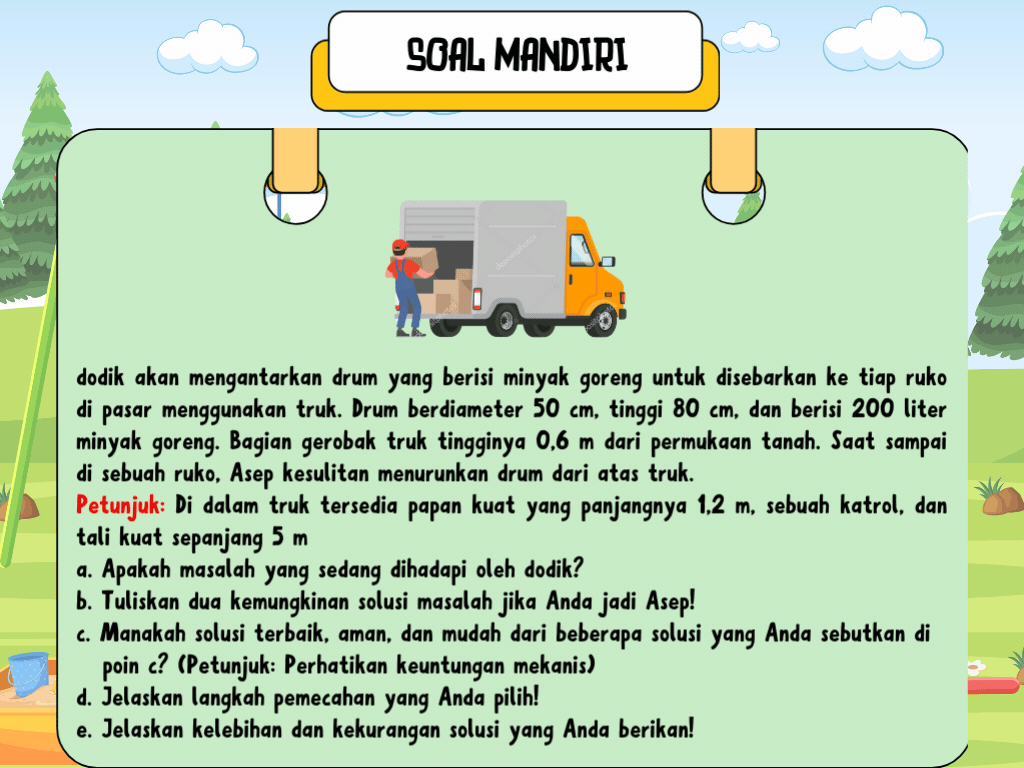 SOAL MANDIRI
dodik akan mengantarkan drum yang berisi minyak goreng untuk disebarkan ke tiap ruko
di pasar menggunakan truk. Drum berdiameter 50 cm, tinggi 80 cm, dan berisi 200 liter
minyak goreng. Bagian gerobak truk tingginya 0,6 m dari permukaan tanah. Saat sampai
di sebuah ruko, Asep kesulitan menurunkan drum dari atas truk.
Petunjuk: Di dalam truk tersedia papan kuat yang panjangnya 1,2 m, sebuah katrol, dan
tali kuat sepanjang 5 m
a. Apakah masalah yang sedang dihadapi oleh dodik?
b. Tuliskan dua kemungkinan solusi masalah jika Anda jadi Asep!
c. Manakah solusi terbaik, aman, dan mudah dari beberapa solusi yang Anda sebutkan di
poin c? (Petunjuk: Perhatikan keuntungan mekanis)
d. Jelaskan langkah pemecahan yang Anda pilih!
e. Jelaskan kelebihan dan kekurangan solusi yang Anda berikan!